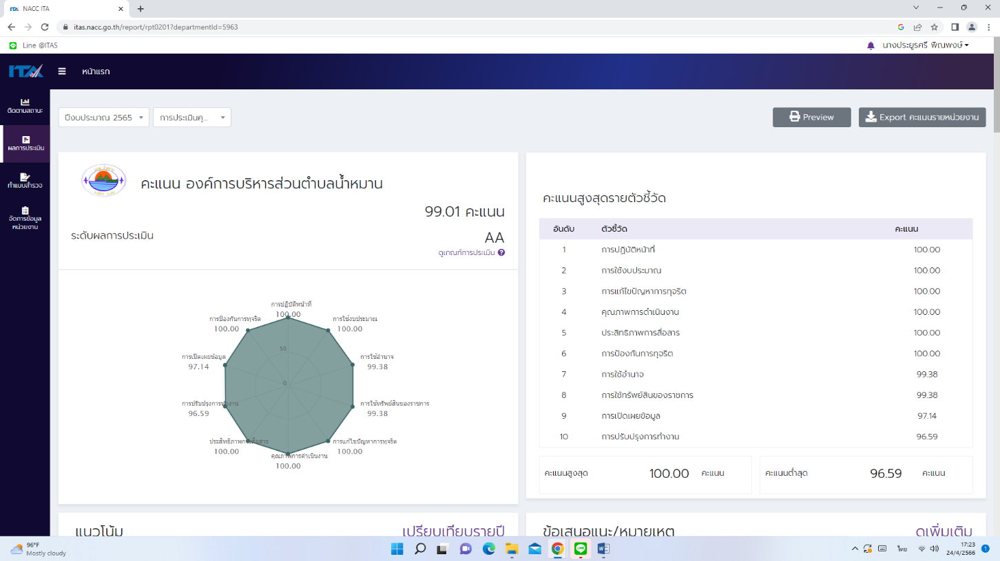 NACC ITA
itas.nacc.go.th/report/rpt0201?departmentId=5963
Line @ITAS
นางประยูรศรี พิณพงษ์
ITA
หน้าแรก
ติดตามสถานะ
ผลการประเมิน
ทำแบบสำรวจ
จัดการข้อมูล
หน่วยงาน
ปีงบประมาณ 2565
การประเมินคุ...
Preview
Export คะแนนรายหน่วยงาน
คะแนน องค์การบริหารส่วนตำบลน้ำหมาน
99.01 คะแนน
ระดับผลการประเมิน
AA
ดูเกณฑ์การประเมิน
การปฏิบัติหน้าที่
100.00
การป้องกันการทุจริต
100.00
การใช้งบประมาณ
100.00
50
การเปิดเผยข้อมูล
97.14
การใช้อำนาจ
99.38
0
การปรับปรุงการทำงาน
96.59
การใช้ทรัพย์สินของราชการ
99.38
ประสิทธิภาพการสื่อสาร
100.00
การแก้ไขปัญหาการทุจริต
100.00
คุณภาพการดำเนินงาน
100.00
คะแนนสูงสุดรายตัวชี้วัด
อันดับ ตัวชี้วัด คะแนน
1 การปฏิบัติหน้าที่ 100.00
2 การใช้งบประมาณ 100.00
3 การแก้ไขปัญหาการทุจริต 100.00
4 คุณภาพการดำเนินงาน 100.00
5 ประสิทธิภาพการสื่อสาร 100.00
6 การป้องกันการทุจริต 100.00
7 การใช้อำนาจ 99.38
8 การใช้ทรัพย์สินของราชการ 99.38
9 การเปิดเผยข้อมูล 97.14
10 การปรับปรุงการทำงาน 96.59
คะแนนสูงสุด 100.00 คะแนน
คะแนนต่ำสุด 96.59 คะแนน
แนวโน้ม เปรียบเทียบรายปี
ข้อเสนอแนะ/หมายเหตุ ดูเพิ่มเติม
96°F
Mostly cloudy
LINE
ไทย
17:23
24/4/2566
1